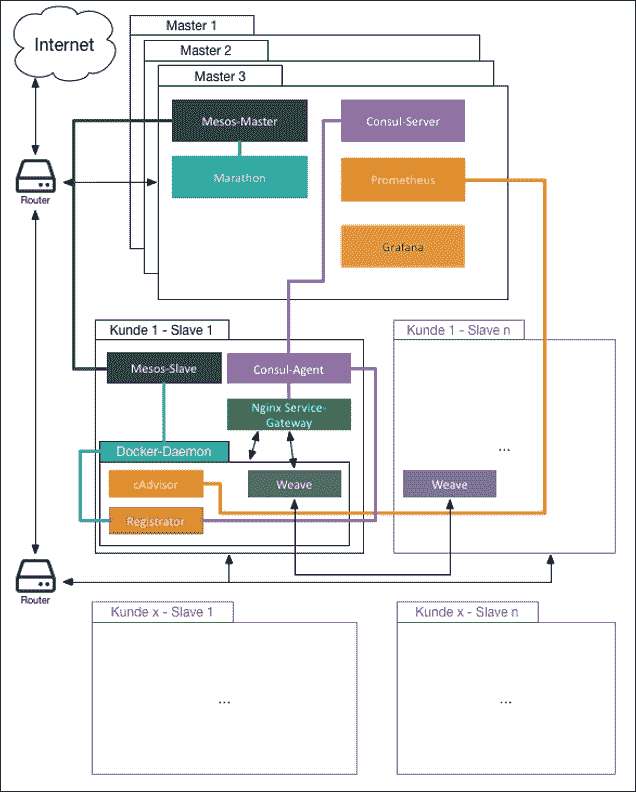 Internet
Master 1
Master 2
Master 3
Mesos-Master
Consul-Server
Marathon
Prometheus
Router
Grafana
Kunde 1 - Slave 1
Kunde 1 - Slave n
Mesos-Slave
Consul-Agent
Nginx Service-
Gateway
Docker-Daemon
...
cAdvisor
Weave
Weave
Registrator
Router
Kunde x - Slave 1
Kunde x - Slave n
...
...